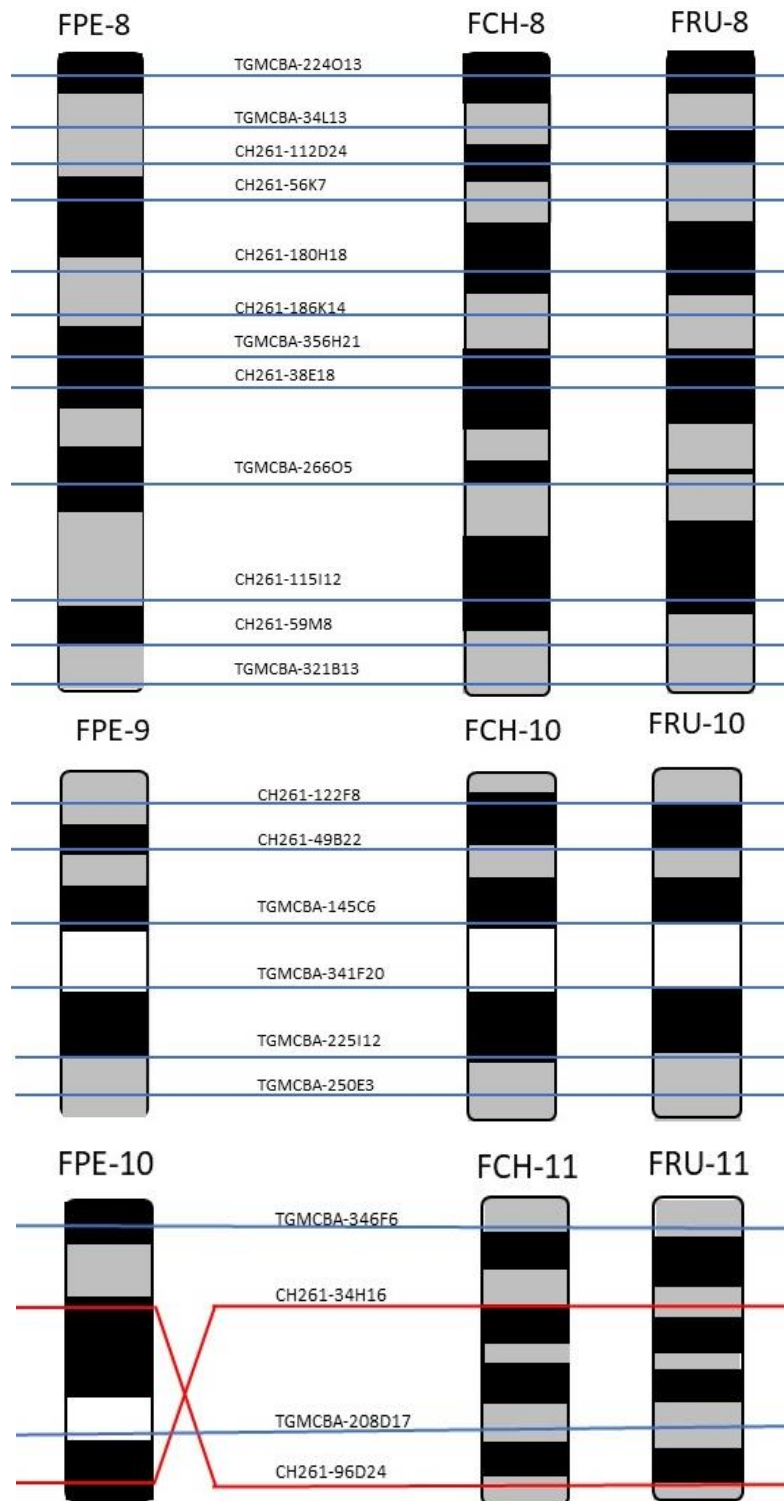 FPE-8 FCH-8 FRU-8
TGMCBA-224O13
TGMCBA-34L13
CH261-112D24
CH261-56K7
CH261-180H18
CH261-186K14
TGMCBA-356H21
CH261-38E18
TGMCBA-266O5
CH261-115I12
CH261-59M8
TGMCBA-321B13
FPE-9 FCH-10 FRU-10
CH261-122F8
CH261-49B22
TGMCBA-145C6
TGMCBA-341F20
TGMCBA-225I12
TGMCBA-250E3
FPE-10 FCH-11 FRU-11
TGMCBA-346F6
CH261-34H16
TGMCBA-208D17
CH261-96D24